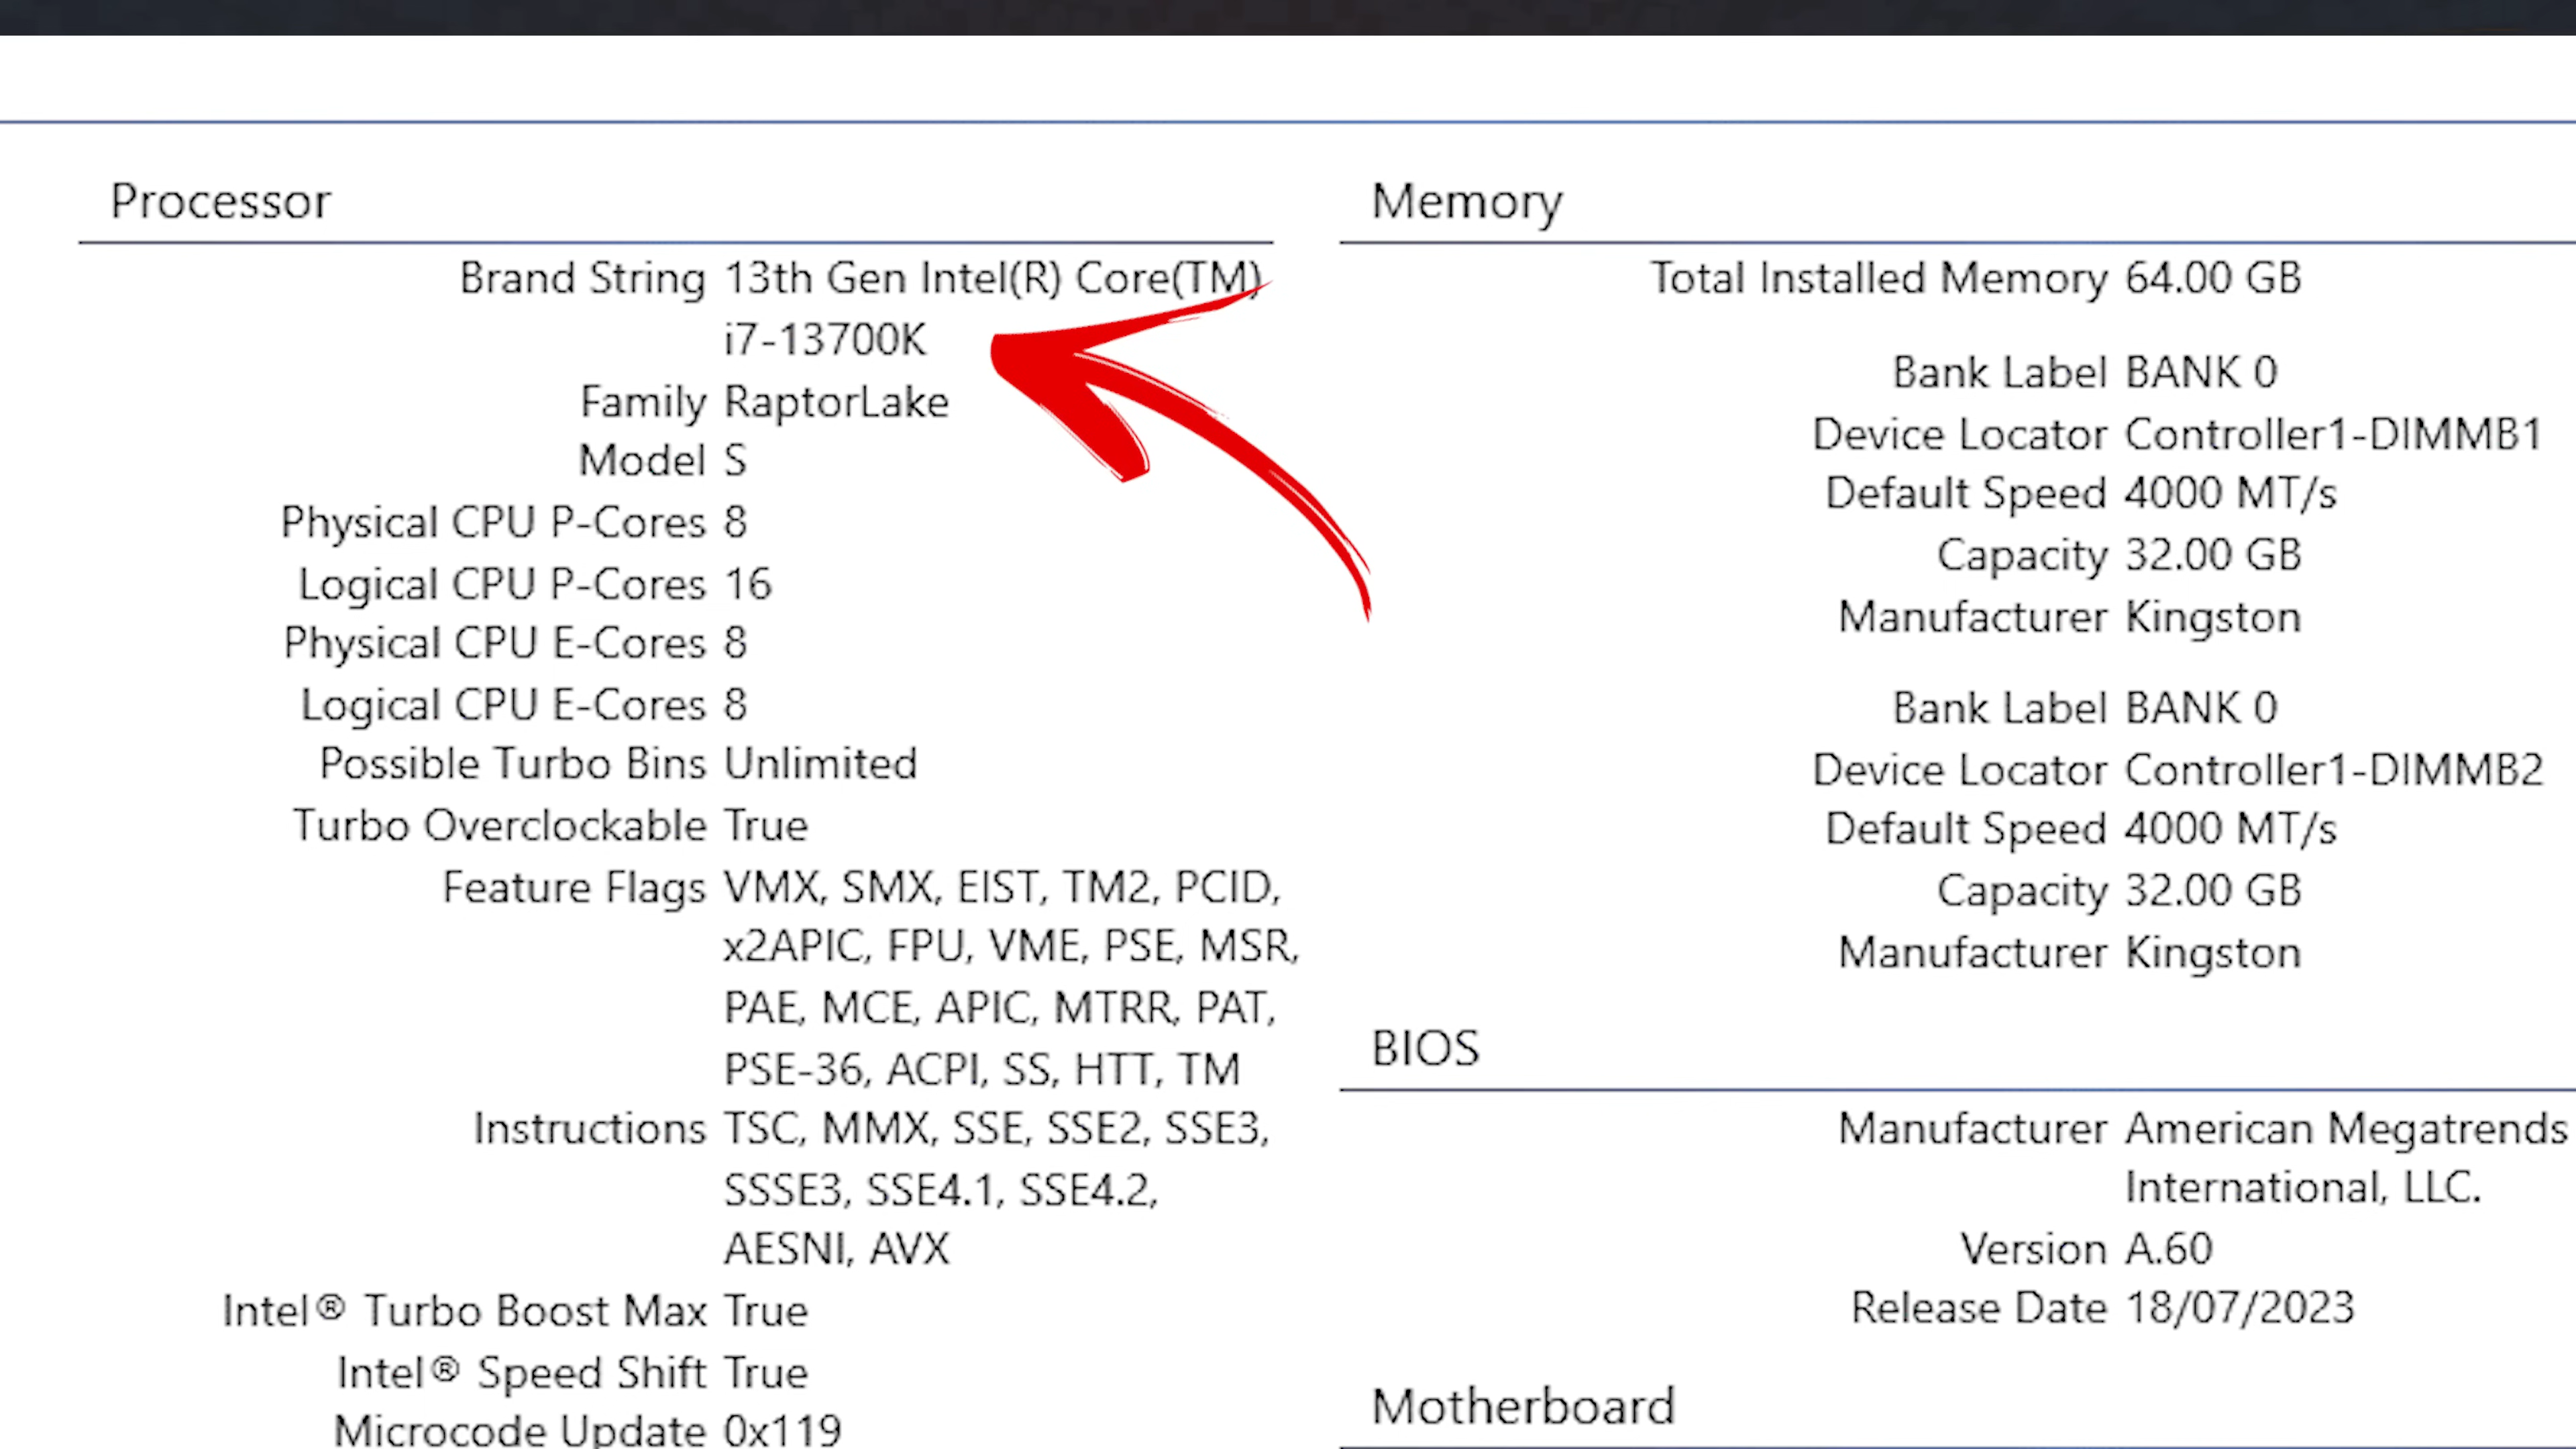 Processor
Brand String 13th Gen Intel(R) Core(TM)
i7-13700K
Family RaptorLake
Model S
Physical CPU P-Cores 8
Logical CPU P-Cores 16
Physical CPU E-Cores 8
Logical CPU E-Cores 8
Possible Turbo Bins Unlimited
Turbo Overclockable True
Feature Flags VMX, SMX, EIST, TM2, PCID,
x2APIC, FPU, VME, PSE, MSR,
PAE, MCE, APIC, MTRR, PAT,
PSE-36, ACPI, SS, HTT, TM
Instructions TSC, MMX, SSE, SSE2, SSE3,
SSSE3, SSE4.1, SSE4.2,
AESNI, AVX
Intel® Turbo Boost Max True
Intel® Speed Shift True
Microcode Update 0x119
Memory
Total Installed Memory 64.00 GB
Bank Label BANK 0
Device Locator Controller1-DIMMB1
Default Speed 4000 MT/s
Capacity 32.00 GB
Manufacturer Kingston
Bank Label BANK 0
Device Locator Controller1-DIMMB2
Default Speed 4000 MT/s
Capacity 32.00 GB
Manufacturer Kingston
BIOS
Manufacturer American Megatrends
International, LLC.
Version A.60
Release Date 18/07/2023
Motherboard